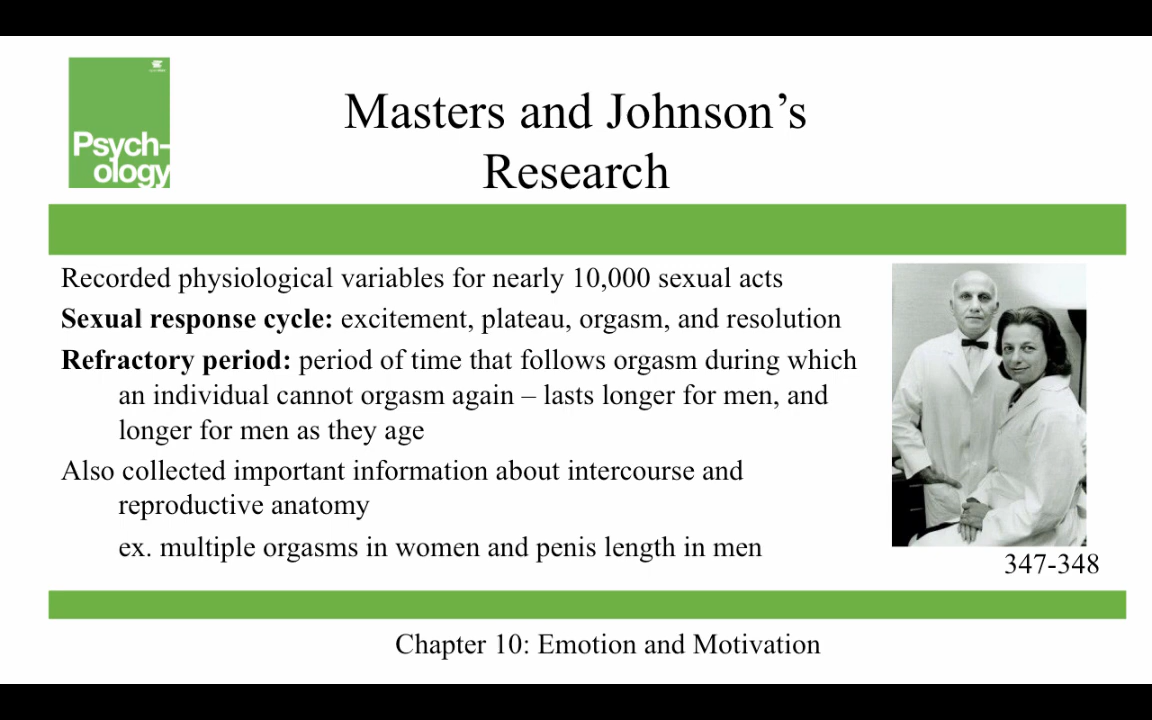 Psych-
ology
Masters and Johnson’s
Research
Recorded physiological variables for nearly 10,000 sexual acts
Sexual response cycle: excitement, plateau, orgasm, and resolution
Refractory period: period of time that follows orgasm during which
an individual cannot orgasm again – lasts longer for men, and
longer for men as they age
Also collected important information about intercourse and
reproductive anatomy
ex. multiple orgasms in women and penis length in men
347-348
Chapter 10: Emotion and Motivation